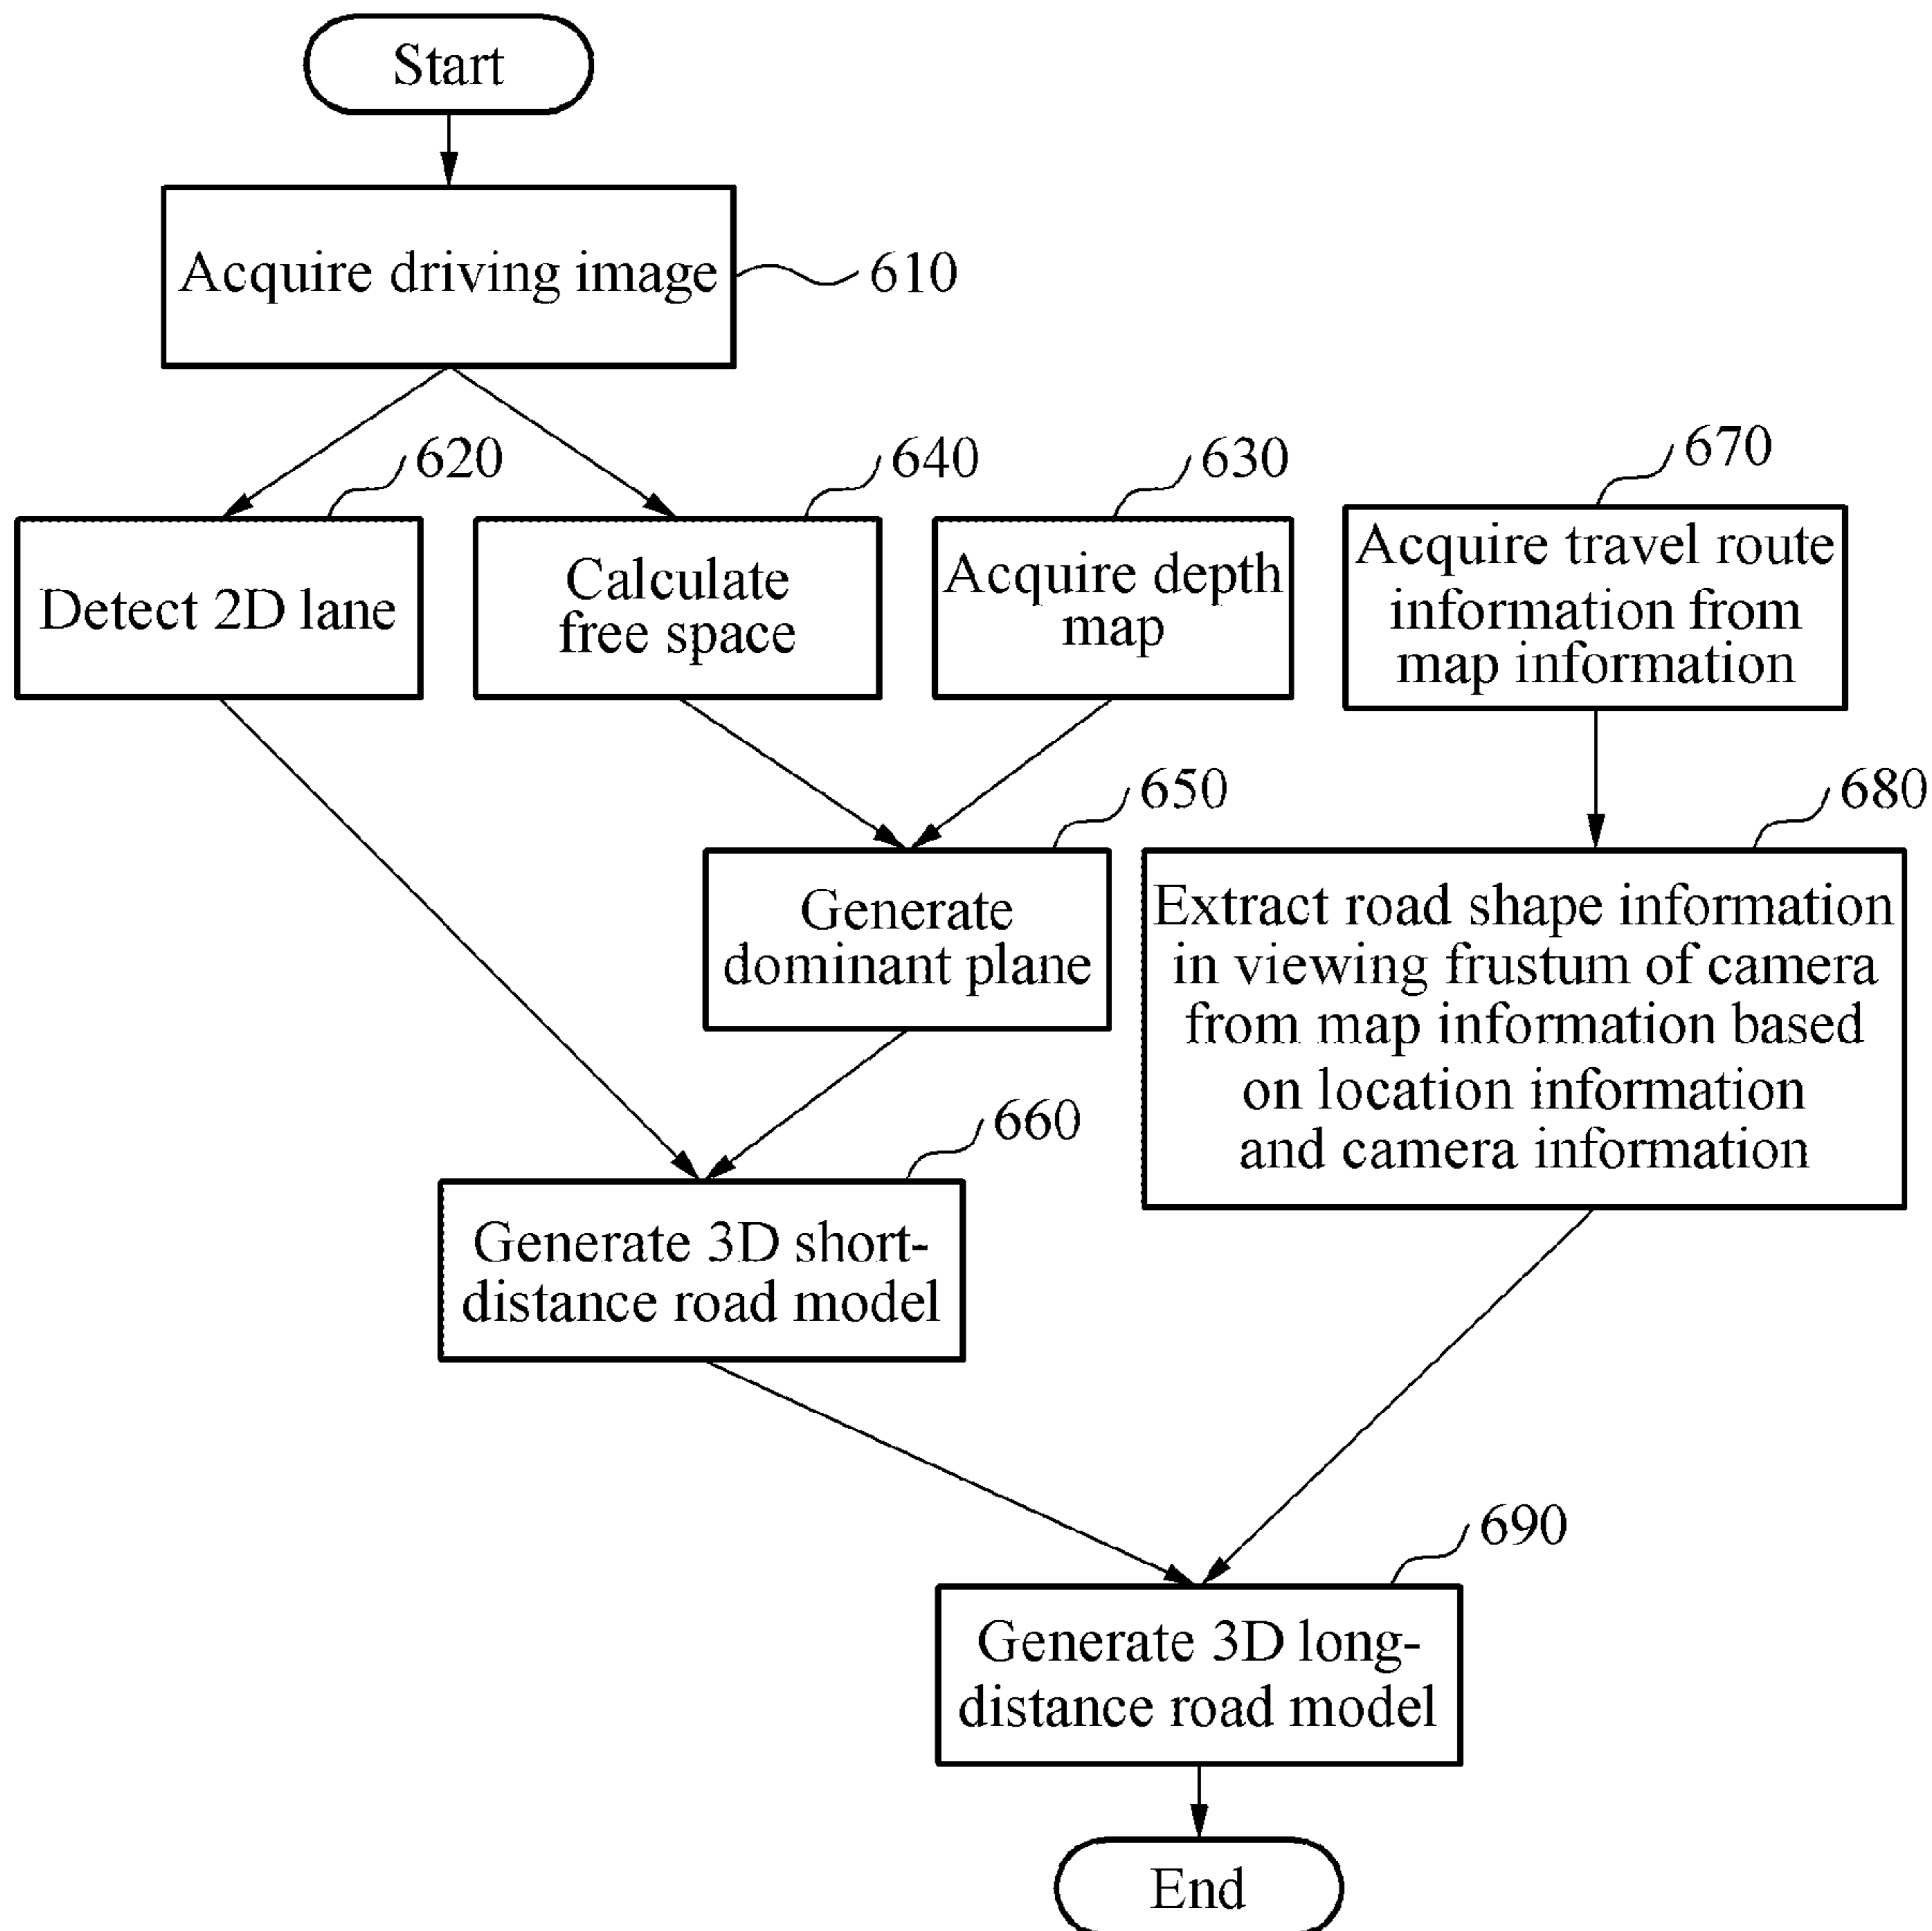 Start
Acquire driving image
610
620
640
630
670
Detect 2D lane
Calculate
free space
Acquire depth
map
Acquire travel route
information from
map information
650
680
Generate
dominant plane
Extract road shape information
in viewing frustum of camera
from map information based
on location information
and camera information
660
Generate 3D short-
distance road model
690
Generate 3D long-
distance road model
End